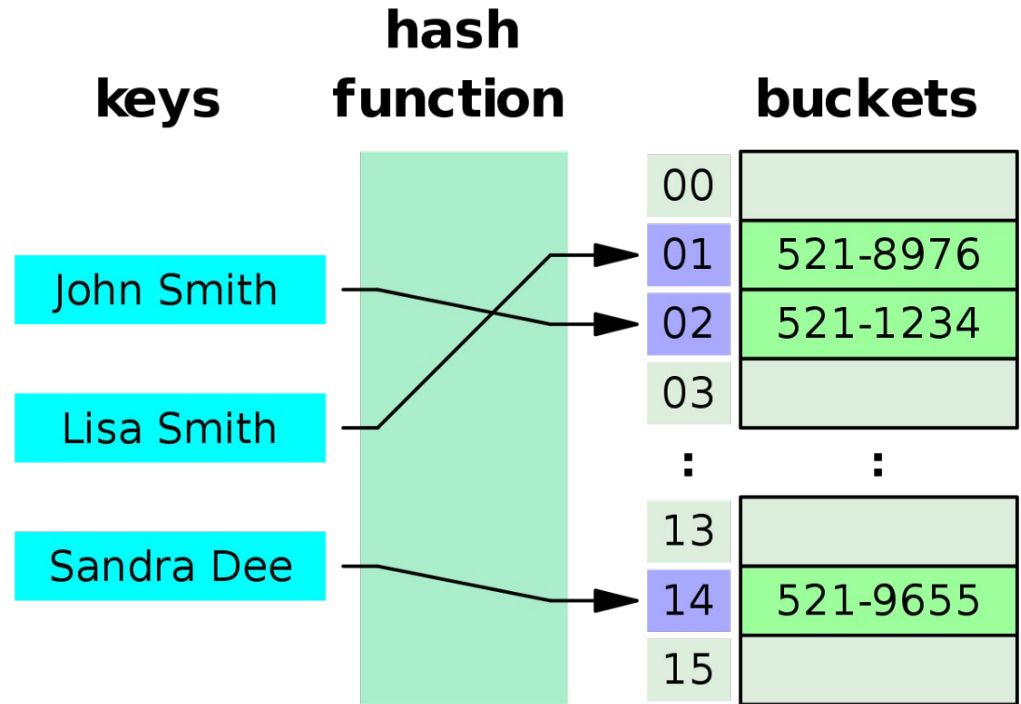 hash
keys function buckets
00
01 521-8976
John Smith
02 521-1234
03
Lisa Smith
: :
13
Sandra Dee
14 521-9655
15